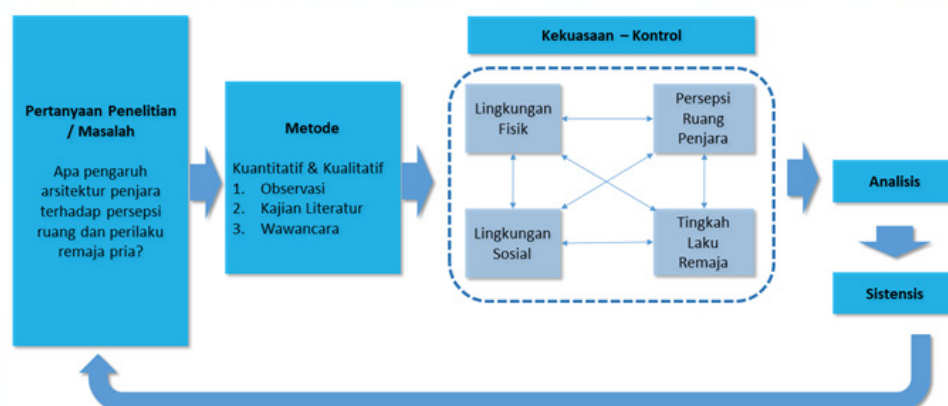 Pertanyaan Penelitian
/ Masalah
Apa pengaruh
arsitektur penjara
terhadap persepsi
ruang dan perilaku
remaja pria?
Metode
Kuantitatif & Kualitatif
1. Observasi
2. Kajian Literatur
3. Wawancara
Kekuasaan – Kontrol
Lingkungan
Fisik
Persepsi
Ruang
Penjara
Lingkungan
Sosial
Tingkah
Laku
Remaja
Analisis
Sistensis